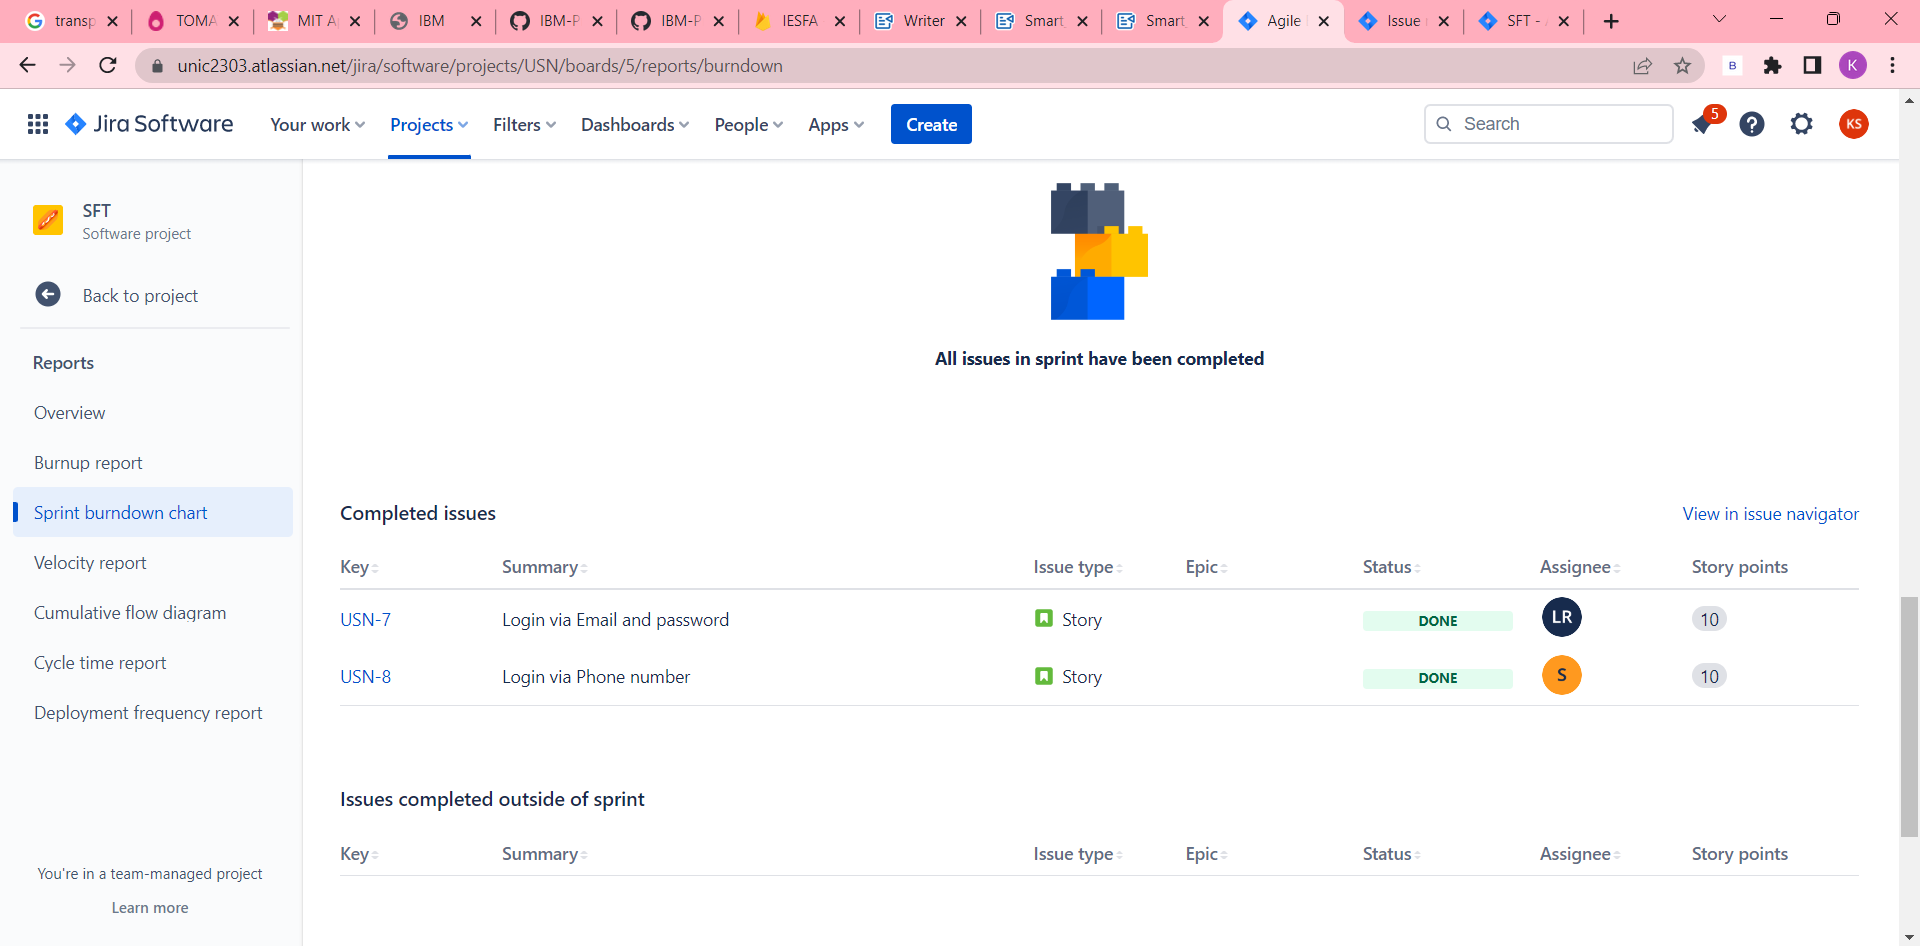 transp TOMA MIT A IBM IBM-P IBM-P IESFA Writer Smart Smart Agile Issue SFT -
unic2303.atlassian.net/jira/software/projects/USN/boards/5/reports/burndown B K
Jira Software Your work Projects Filters Dashboards People Apps Create Search 5 KS
SFT
Software project
Back to project
Reports
Overview
Burnup report
Sprint burndown chart
Velocity report
Cumulative flow diagram
Cycle time report
Deployment frequency report
You're in a team-managed project
Learn more
All issues in sprint have been completed
Completed issues View in issue navigator
Key Summary Issue type Epic Status Assignee Story points
USN-7 Login via Email and password Story DONE LR 10
USN-8 Login via Phone number Story DONE S 10
Issues completed outside of sprint
Key Summary Issue type Epic Status Assignee Story points